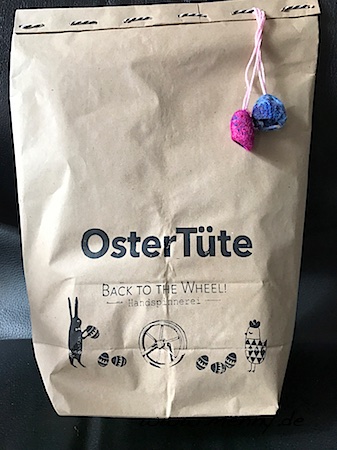 OsterTüte
BACK TO THE WHEEL!
Handspinnerei